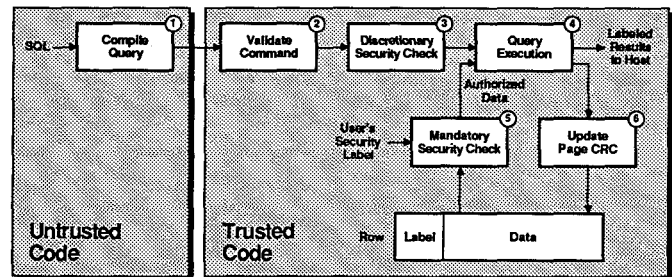 1
2
3
4
SQL
Compile
Query
Validate
Command
Discretionary
Security Check
Query
Execution
Labeled
Results
to Host
Authorized
Data
5
6
User's
Security
Label
Mandatory
Security Check
Update
Page CRC
Row
Label
Data
Untrusted
Code
Trusted
Code